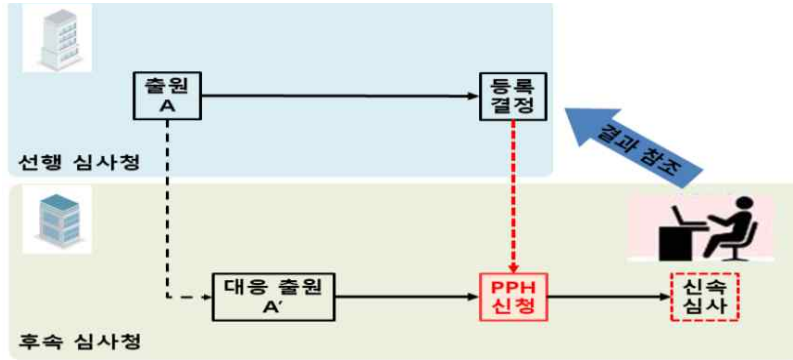 출원
A
등록
결정
결과 참조
선행 심사청
대응 출원
A′
PPH
신청
신속
심사
후속 심사청